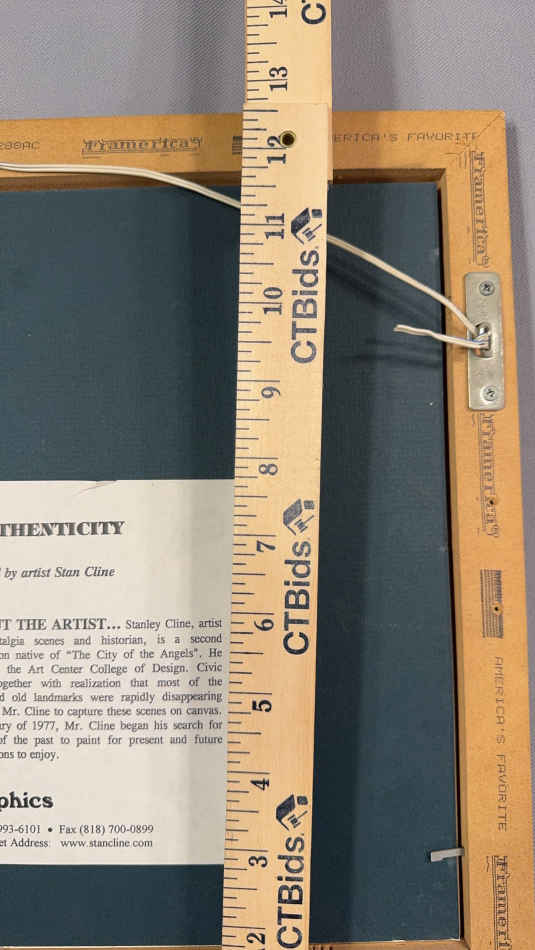 14
CT
13
200AC
Framerica
12
ERICA'S FAVORITE
Framerica
11
CTBids
10
9
8
Framerica
THENTICITY
7
CTBids
by artist Stan Cline
6
T THE ARTIST... Stanley Cline, artist
talgia scenes and historian, is a second
on native of "The City of the Angels". He
the Art Center College of Design. Civic
ogether with realization that most of the
d old landmarks were rapidly disappearing
Mr. Cline to capture these scenes on canvas.
ry of 1977, Mr. Cline began his search for
of the past to paint for present and future
ons to enjoy.
5
AMERICA'S FAVORITE
4
phics
993-6101 • Fax (818) 700-0899
et Address: www.stancline.com
3
CTBids
Framerica
2